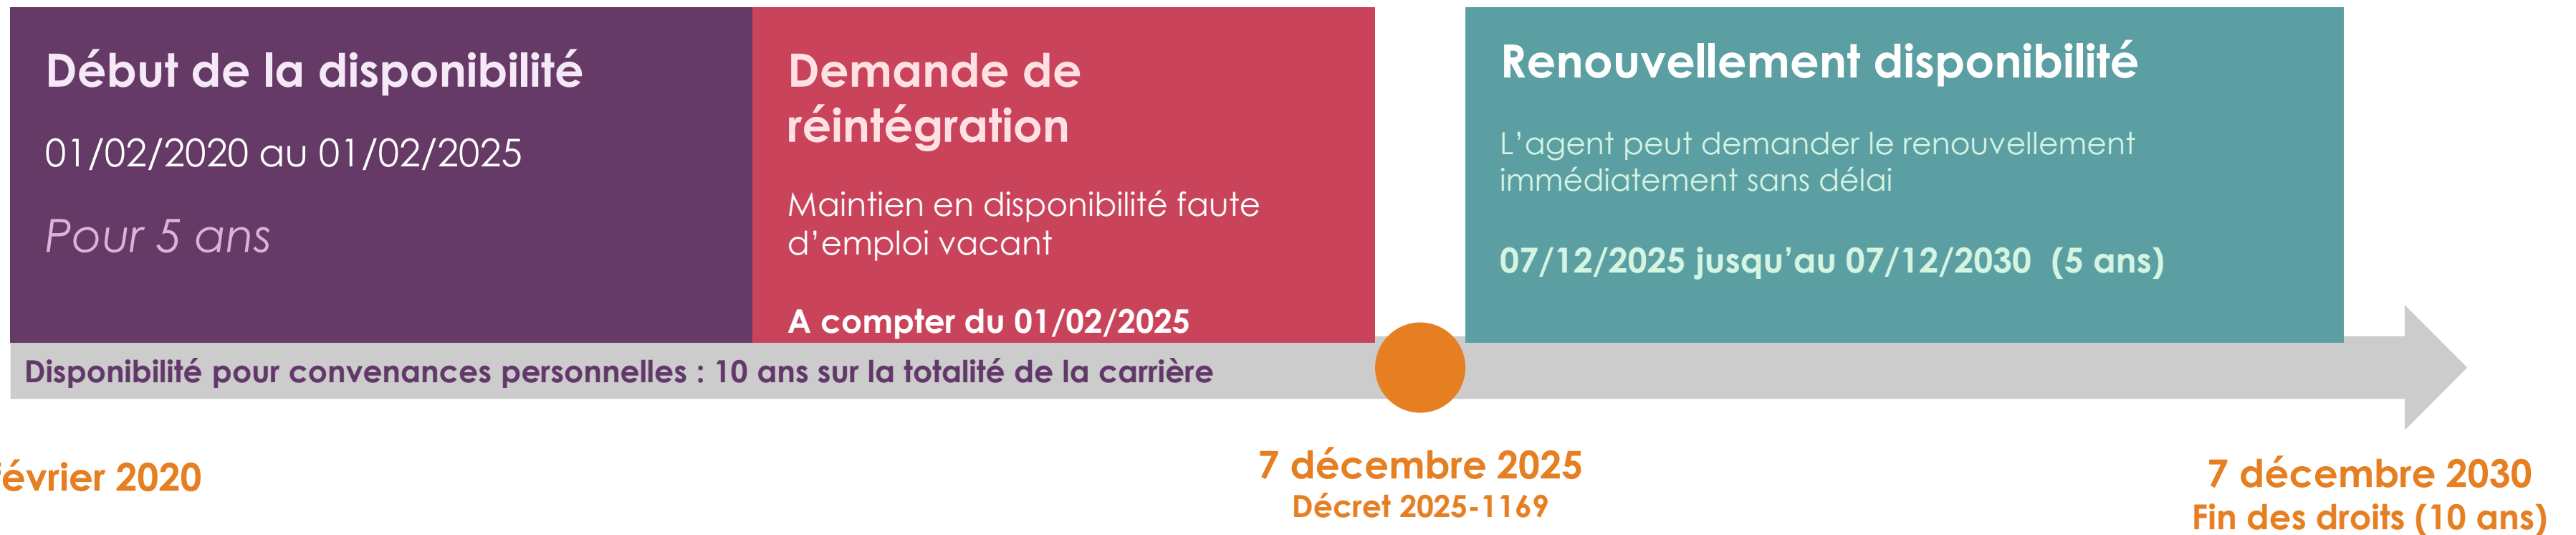 Début de la disponibilité
01/02/2020 au 01/02/2025
Pour 5 ans
Demande de
réintégration
Maintien en disponibilité faute
d’emploi vacant
A compter du 01/02/2025
Renouvellement disponibilité
L’agent peut demander le renouvellement
immédiatement sans délai
07/12/2025 jusqu’au 07/12/2030 (5 ans)
Disponibilité pour convenances personnelles : 10 ans sur la totalité de la carrière
évrier 2020
7 décembre 2025
Décret 2025-1169
7 décembre 2030
Fin des droits (10 ans)